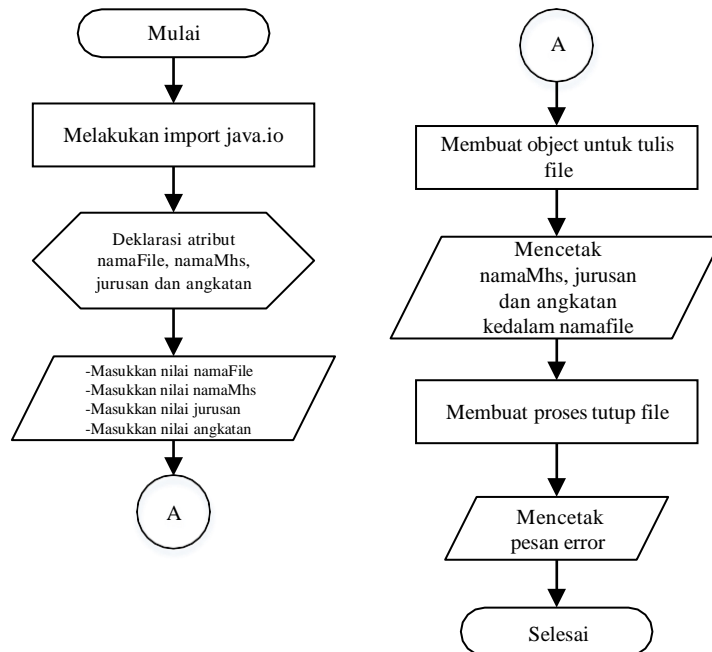 Mulai
Melakukan import java.io
Deklarasi atribut
namaFile, namaMhs,
jurusan dan angkatan
-Masukkan nilai namaFile
-Masukkan nilai namaMhs
-Masukkan nilai jurusan
-Masukkan nilai angkatan
A
A
Membuat object untuk tulis
file
Mencetak
namaMhs, jurusan
dan angkatan
kedalam namafile
Membuat proses tutup file
Mencetak
pesan error
Selesai